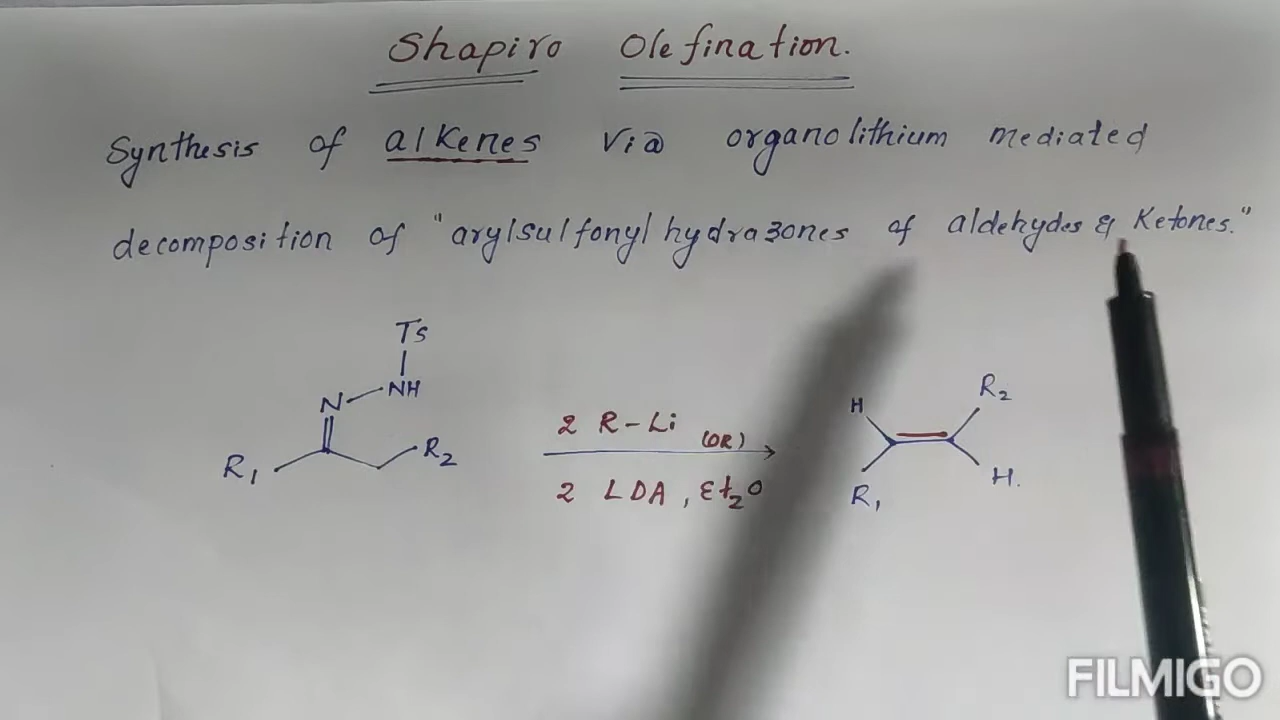 Shapiro Olefination.
Synthesis of alkenes via organolithium mediated
decomposition of "arylsulfonyl hydrazones of aldehydes & Ketones."
Ts
N NH
R1 R2
2 R-Li (OR)
2 LDA, Et2O
H R2
R1 H.
FILMIGO